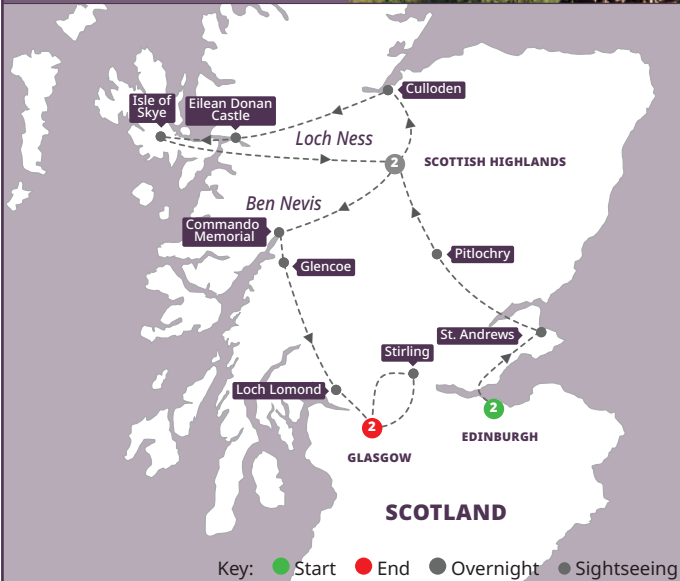 Culloden
Isle of
Skye
Eilean Donan
Castle
Loch Ness
2
SCOTTISH HIGHLANDS
Ben Nevis
Commando
Memorial
Glencoe
Pitlochry
St. Andrews
Stirling
Loch Lomond
2
GLASGOW
2
EDINBURGH
SCOTLAND
Key: Start End Overnight Sightseeing